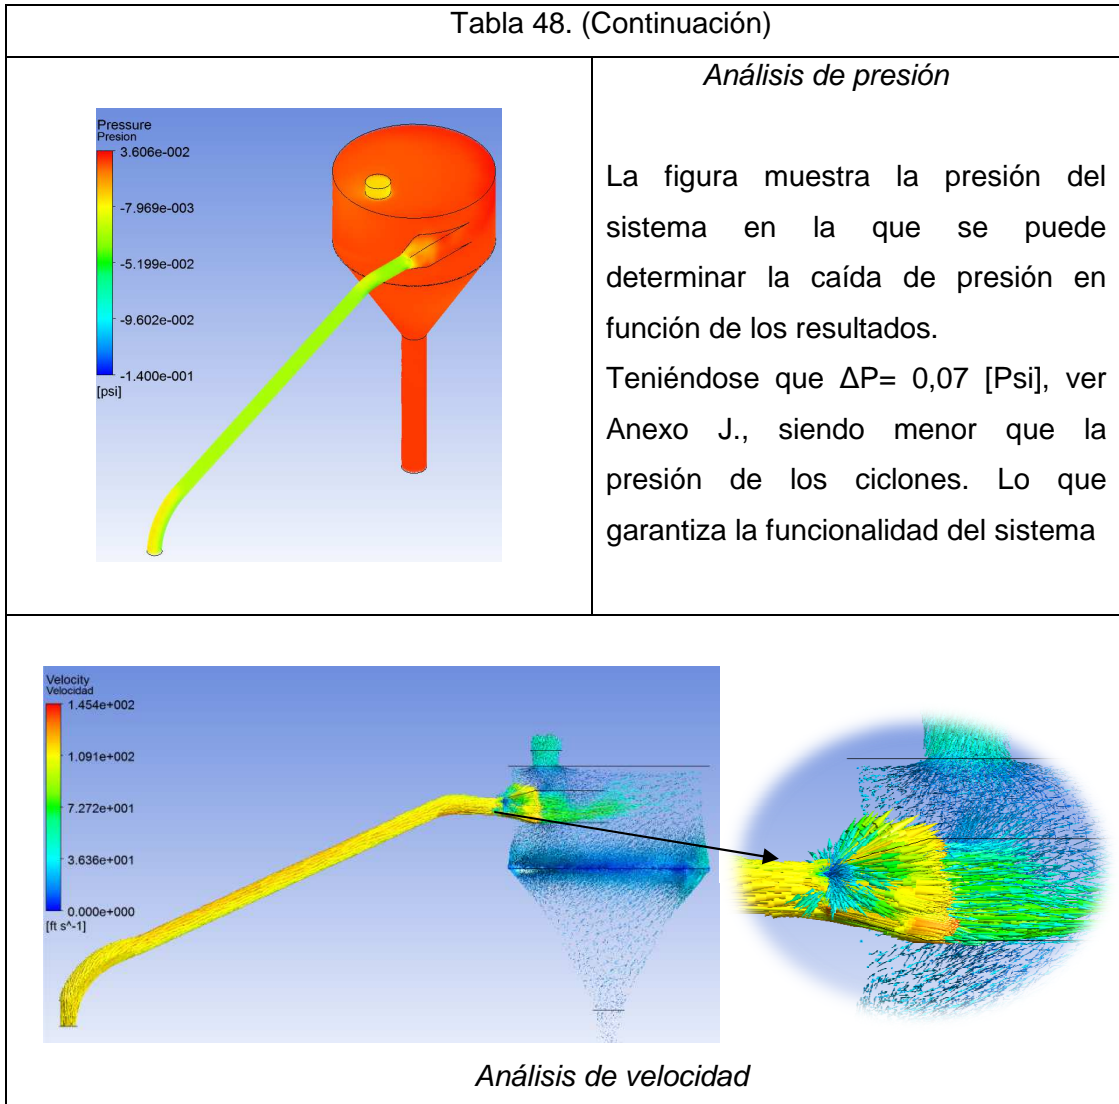 Tabla 48. (Continuación)
Pressure
Presion
3.606e-002
-7.969e-003
-5.199e-002
-9.602e-002
-1.400e-001
[psi]
Análisis de presión
La figura muestra la presión del
sistema en la que se puede
determinar la caída de presión en
función de los resultados.
Teniéndose que ΔP= 0,07 [Psi], ver
Anexo J., siendo menor que la
presión de los ciclones. Lo que
garantiza la funcionalidad del sistema
Velocity
Velocidad
1.454e+002
1.091e+002
7.272e+001
3.636e+001
0.000e+000
[ft s^-1]
Análisis de velocidad